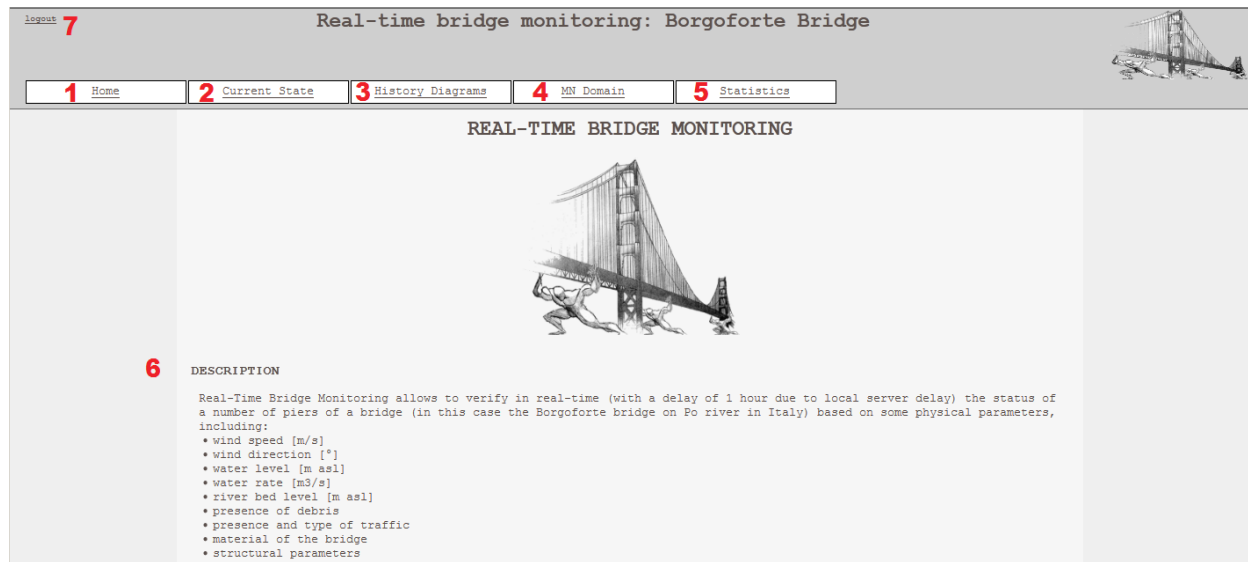 logout 7
Real-time bridge monitoring: Borgoforte Bridge
1 Home 2 Current State 3 History Diagrams 4 MN Domain 5 Statistics
REAL-TIME BRIDGE MONITORING
6 DESCRIPTION
Real-Time Bridge Monitoring allows to verify in real-time (with a delay of 1 hour due to local server delay) the status of
a number of piers of a bridge (in this case the Borgoforte bridge on Po river in Italy) based on some physical parameters,
including:
• wind speed [m/s]
• wind direction [°]
• water level [m asl]
• water rate [m3/s]
• river bed level [m asl]
• presence of debris
• presence and type of traffic
• material of the bridge
• structural parameters